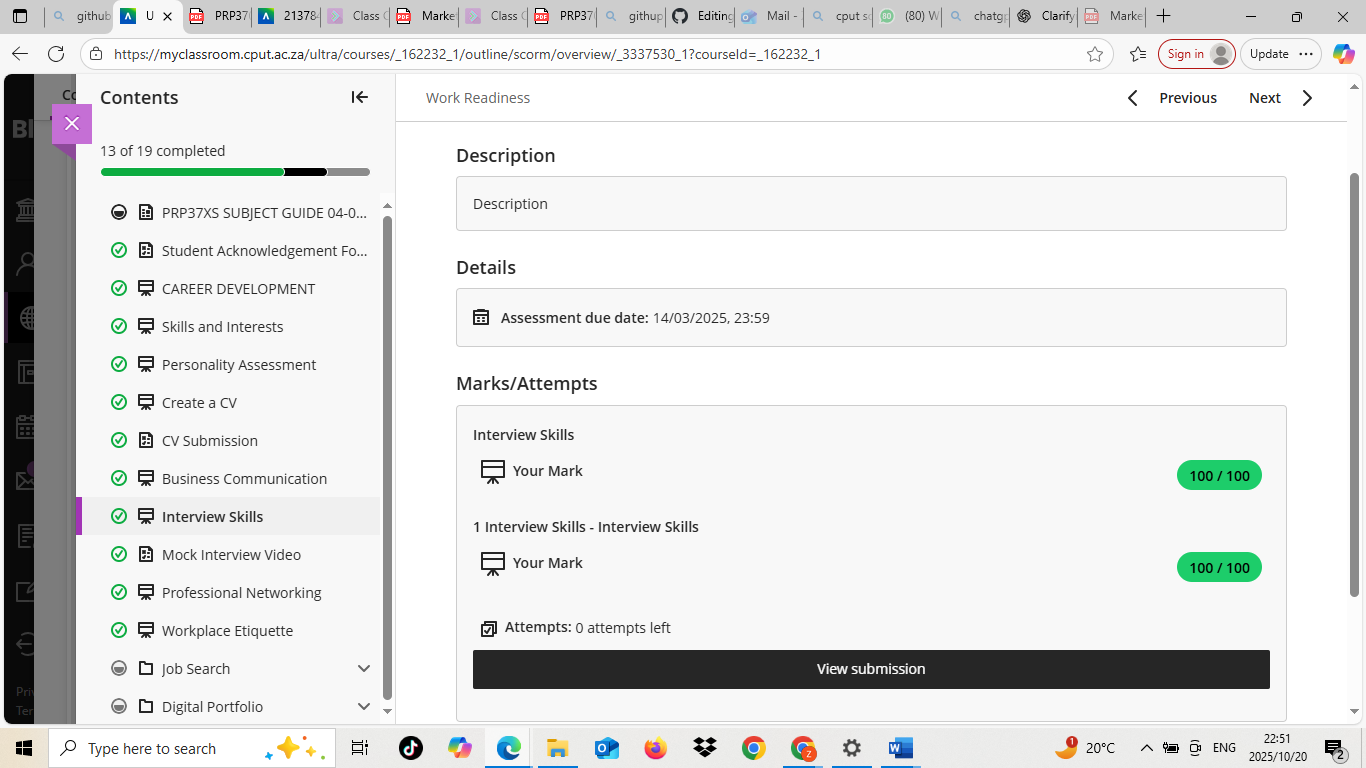 github
U
PRP37
213784
Class C
Marke
Class C
PRP37
githup
Editing
Mail -
cput s
(80) W
chatgp
Clarify
Marke
https://myclassroom.cput.ac.za/ultra/courses/_162232_1/outline/scorm/overview/_3337530_1?courseId=_162232_1
Sign in
Update
Contents
Work Readiness
Previous
Next
13 of 19 completed
PRP37XS SUBJECT GUIDE 04-0...
Student Acknowledgement Fo...
CAREER DEVELOPMENT
Skills and Interests
Personality Assessment
Create a CV
CV Submission
Business Communication
Interview Skills
Mock Interview Video
Professional Networking
Workplace Etiquette
Job Search
Digital Portfolio
Description
Description
Details
Assessment due date: 14/03/2025, 23:59
Marks/Attempts
Interview Skills
Your Mark
100 / 100
1 Interview Skills - Interview Skills
Your Mark
100 / 100
Attempts: 0 attempts left
View submission
Type here to search
1
20°C
ENG
22:51
2025/10/20
2